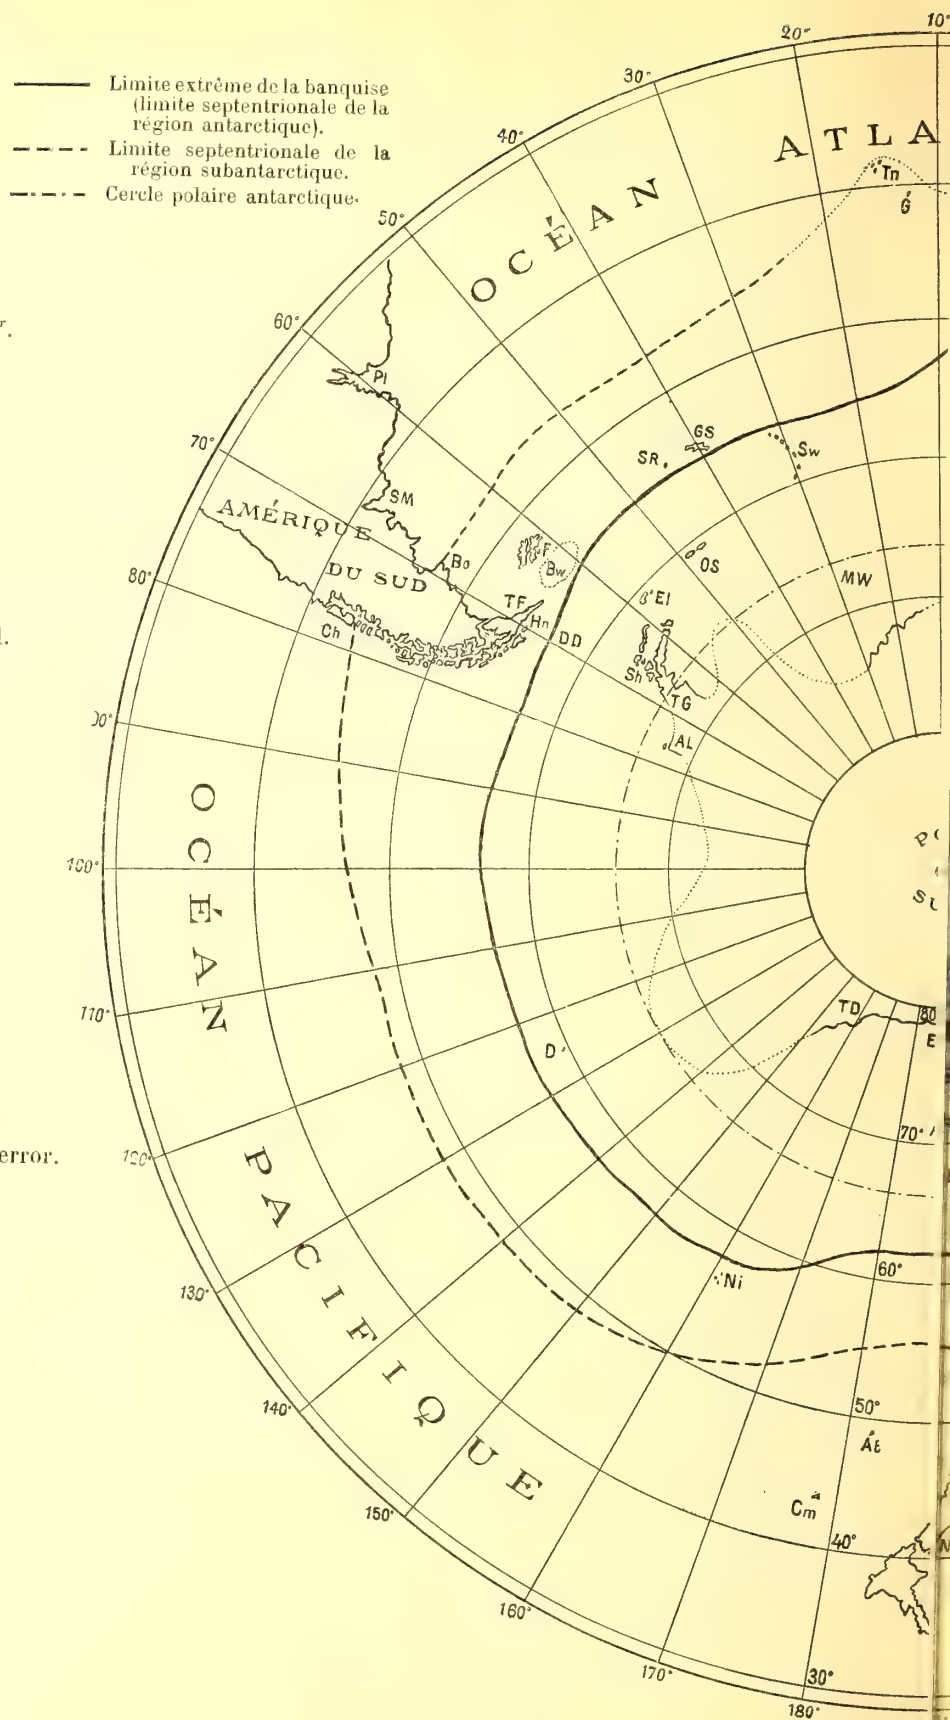 Limite extrême de la banquise
(limite septentrionale de la
région antarctique).
Limite septentrionale de la
région subantarctique.
Cercle polaire antarctique.
10°
20°
30°
40°
50°
60°
70°
80°
100°
110°
120°
130°
140°
150°
160°
170°
180°
OCÉAN ATLA
Tn
G
Pl
SM
AMÉRIQUE
DU SUD
Bo
Ch
TF
Hn
F
Bw
DD
SR
GS
Sw
OS
El
MW
Sh
TG
AL
OCÉAN
PACIFIQUE
D
TD
80
E
70°
60°
Ni
50°
At
Cm
40°
30°
error.